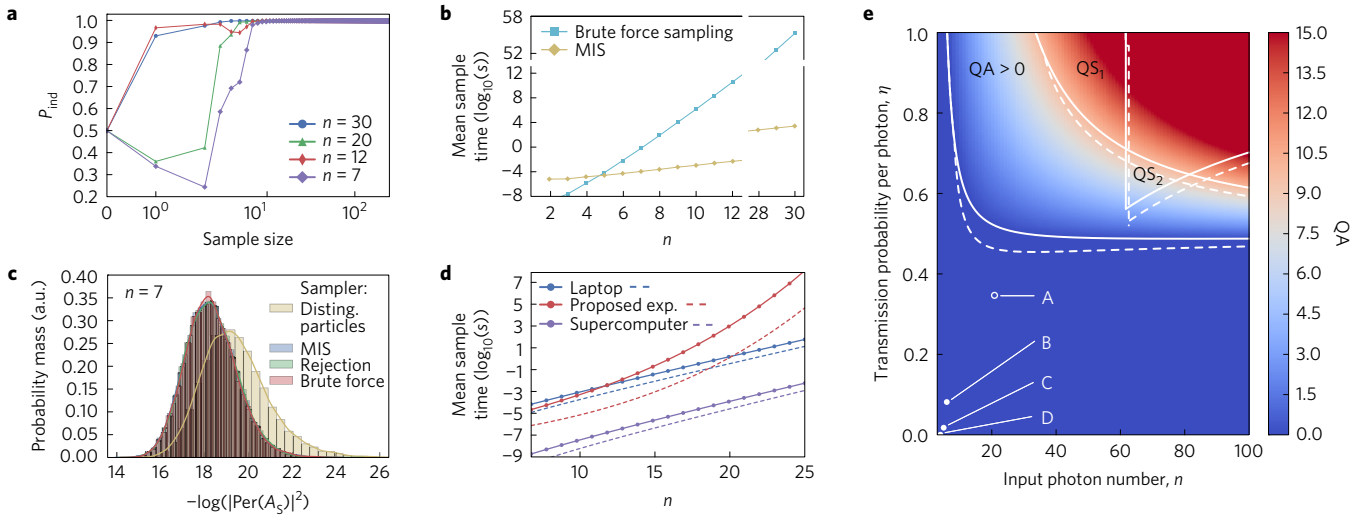 a
1.0
0.9
0.8
0.7
0.6
0.5
0.4
0.3
0.2
P_ind
n = 30
n = 20
n = 12
n = 7
0
10^0
10^1
10^2
Sample size
b
58
52
12
8
4
0
−4
−8
Mean sample
time (log_10(s))
Brute force sampling
MIS
2
4
6
8
10
12
28
30
n
c
0.40
0.35
0.30
0.25
0.20
0.15
0.10
0.05
0.00
Probability mass (a.u.)
n = 7
Sampler:
Disting.
particles
MIS
Rejection
Brute force
14
16
18
20
22
24
26
−log(|Per(A_S)|^2)
d
7
5
3
1
−1
−3
−5
−7
−9
Mean sample
time (log_10(s))
Laptop
Proposed exp.
Supercomputer
10
15
20
25
n
e
1.0
0.8
0.6
0.4
0.2
0.0
Transmission probability per photon, η
QA > 0
QS_1
QS_2
A
B
C
D
20
40
60
80
100
Input photon number, n
15.0
13.5
12.0
10.5
9.0
7.5
6.0
4.5
3.0
1.5
0.0
QA